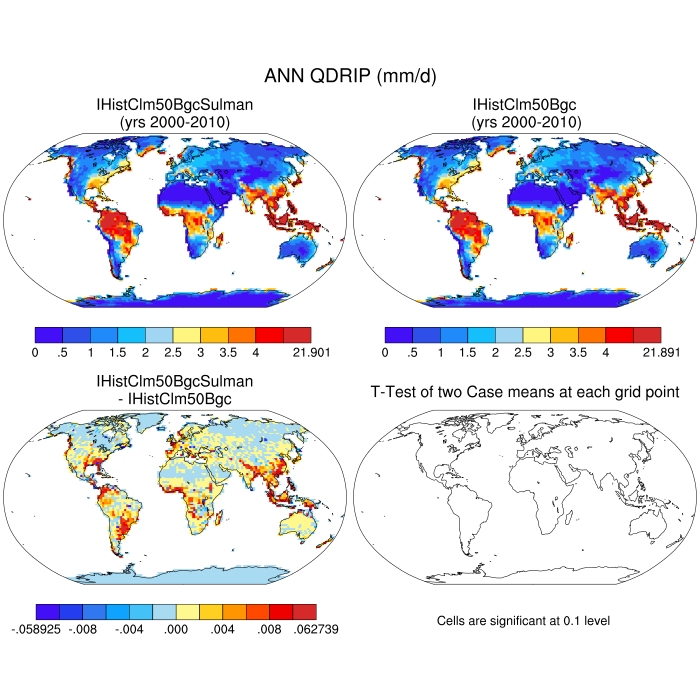 ANN QDRIP (mm/d)
IHistClm50BgcSulman
(yrs 2000-2010)
IHistClm50Bgc
(yrs 2000-2010)
0 .5 1 1.5 2 2.5 3 3.5 4 21.901
0 .5 1 1.5 2 2.5 3 3.5 4 21.891
IHistClm50BgcSulman
- IHistClm50Bgc
T-Test of two Case means at each grid point
-.058925 -.008 -.004 .000 .004 .008 .062739
Cells are significant at 0.1 level